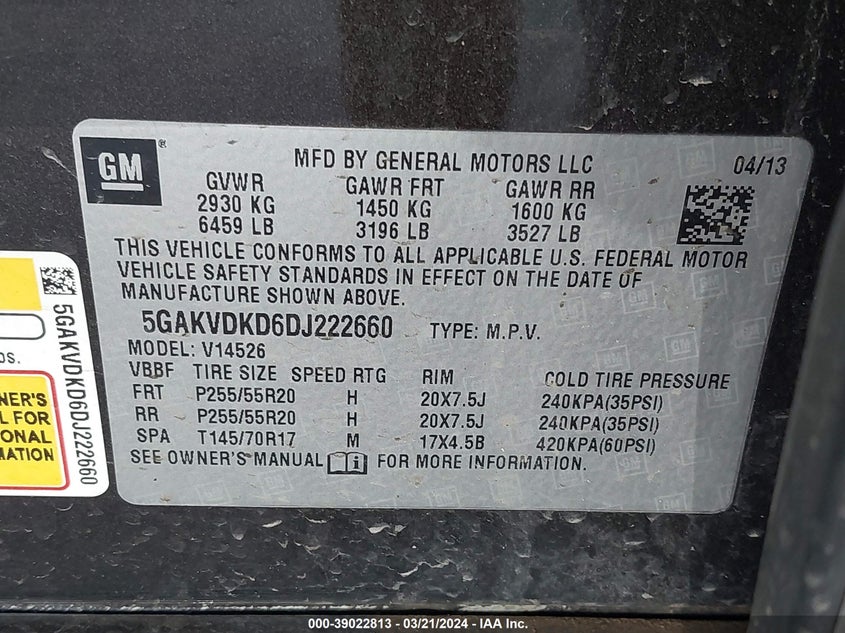 GM ®
MFD BY GENERAL MOTORS LLC 04/13
GVWR GAWR FRT GAWR RR
2930 KG 1450 KG 1600 KG
6459 LB 3196 LB 3527 LB
THIS VEHICLE CONFORMS TO ALL APPLICABLE U.S. FEDERAL MOTOR
VEHICLE SAFETY STANDARDS IN EFFECT ON THE DATE OF
MANUFACTURE SHOWN ABOVE.
5GAKVDKD6DJ222660 TYPE: M.P.V.
MODEL: V14526
VBBF TIRE SIZE SPEED RTG RIM COLD TIRE PRESSURE
FRT P255/55R20 H 20X7.5J 240KPA(35PSI)
RR P255/55R20 H 20X7.5J 240KPA(35PSI)
SPA T145/70R17 M 17X4.5B 420KPA(60PSI)
SEE OWNER'S MANUAL i FOR MORE INFORMATION.
5GAKVDKD6DJ222660
000-39022813 - 03/21/2024 - IAA Inc.